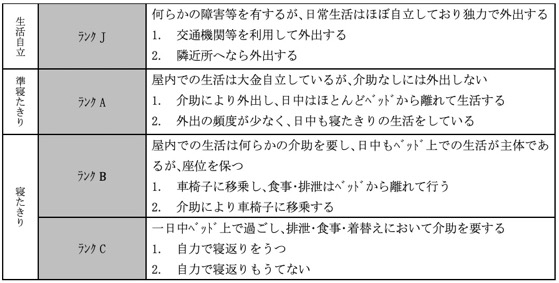 生活自立
ﾗﾝｸ J
何らかの障害等を有するが、日常生活はほぼ自立しており独力で外出する
1. 交通機関等を利用して外出する
2. 隣近所へなら外出する
準寝たきり
ﾗﾝｸ A
屋内での生活は大金自立しているが、介助なしには外出しない
1. 介助により外出し、日中はほとんどﾍﾞｯﾄﾞから離れて生活する
2. 外出の頻度が少なく、日中も寝たきりの生活をしている
寝たきり
ﾗﾝｸ B
屋内での生活は何らかの介助を要し、日中もﾍﾞｯﾄﾞ上での生活が主体であ
るが、座位を保つ
1. 車椅子に移乗し、食事・排泄はﾍﾞｯﾄﾞから離れて行う
2. 介助により車椅子に移乗する
ﾗﾝｸ C
一日中ﾍﾞｯﾄﾞ上で過ごし、排泄・食事・着替えにおいて介助を要する
1. 自力で寝返りをうつ
2. 自力で寝返りもうてない